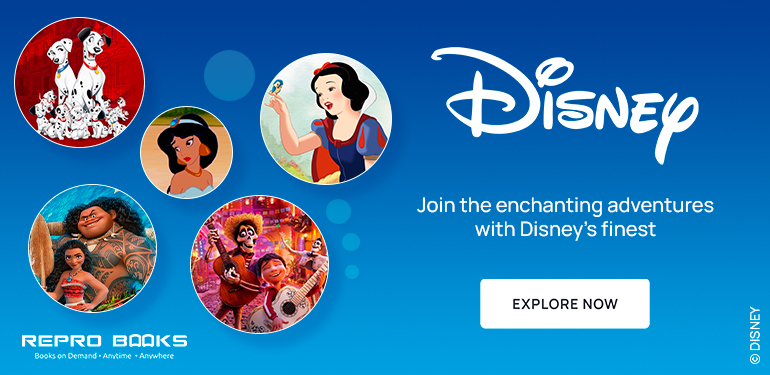 DISNEY
Join the enchanting adventures
with Disney's finest
EXPLORE NOW
REPRO BOOKS
Books on Demand • Anytime • Anywhere
© DISNEY